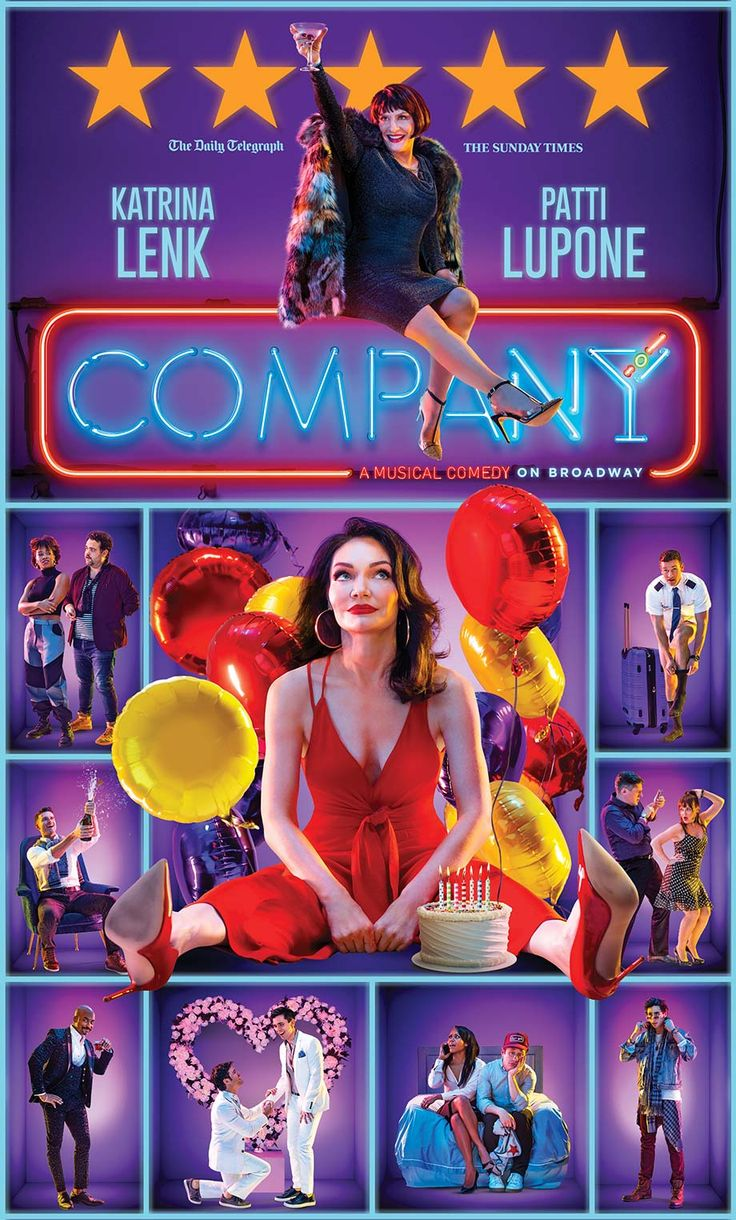 The Daily Telegraph
THE SUNDAY TIMES
KATRINA
LENK
PATTI
LUPONE
COMPANY
A MUSICAL COMEDY ON BROADWAY